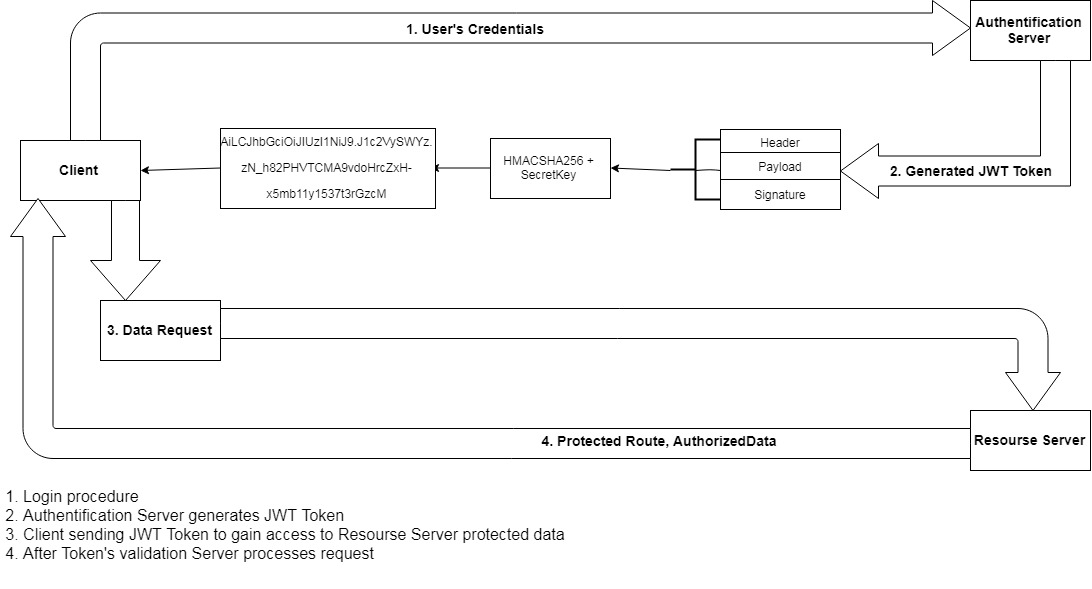 1. User's Credentials
Authentification
Server
Client
AiLCJhbGciOiJIUzI1NiJ9.J1c2VySWYz.
zN_h82PHVTCMA9vdoHrcZxH-
x5mb11y1537t3rGzcM
HMACSHA256 +
SecretKey
Header
Payload
Signature
2. Generated JWT Token
3. Data Request
4. Protected Route, AuthorizedData
Resourse Server
1. Login procedure
2. Authentification Server generates JWT Token
3. Client sending JWT Token to gain access to Resourse Server protected data
4. After Token's validation Server processes request